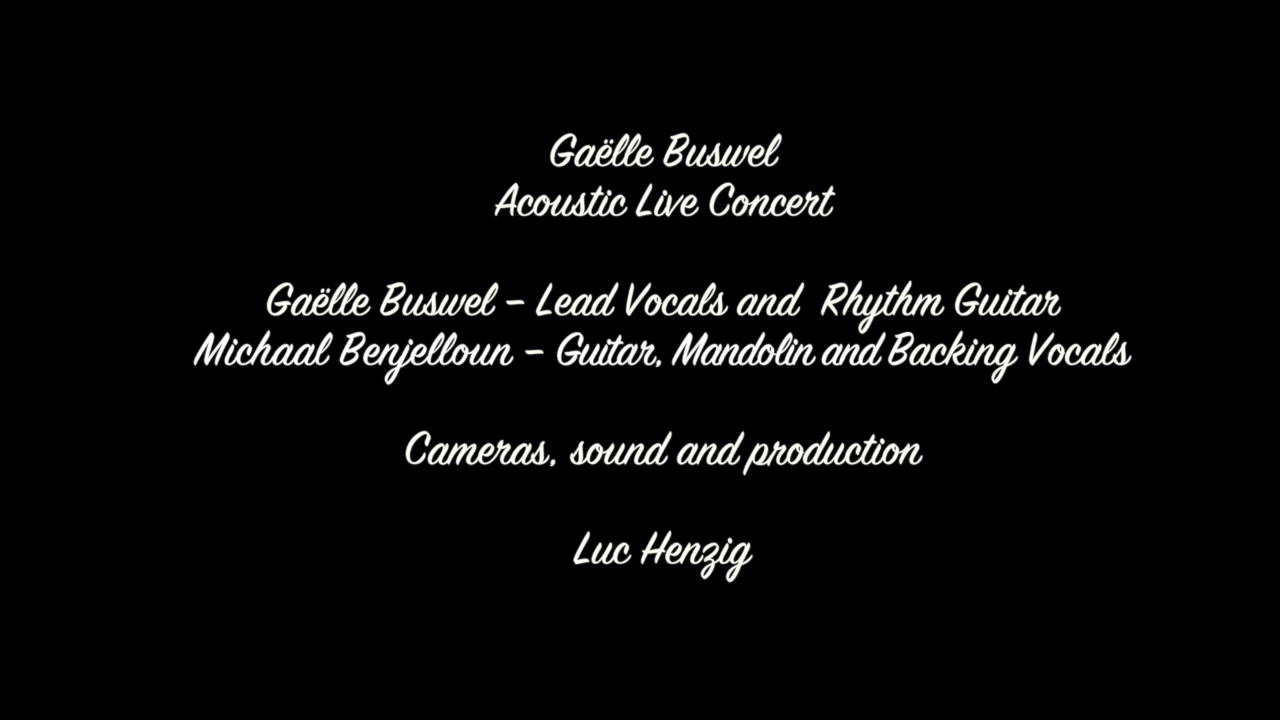 Gaëlle Buswel
Acoustic Live Concert
Gaëlle Buswel – Lead Vocals and Rhythm Guitar
Michaal Benjelloun – Guitar, Mandolin and Backing Vocals
Cameras, sound and production
Luc Henzig